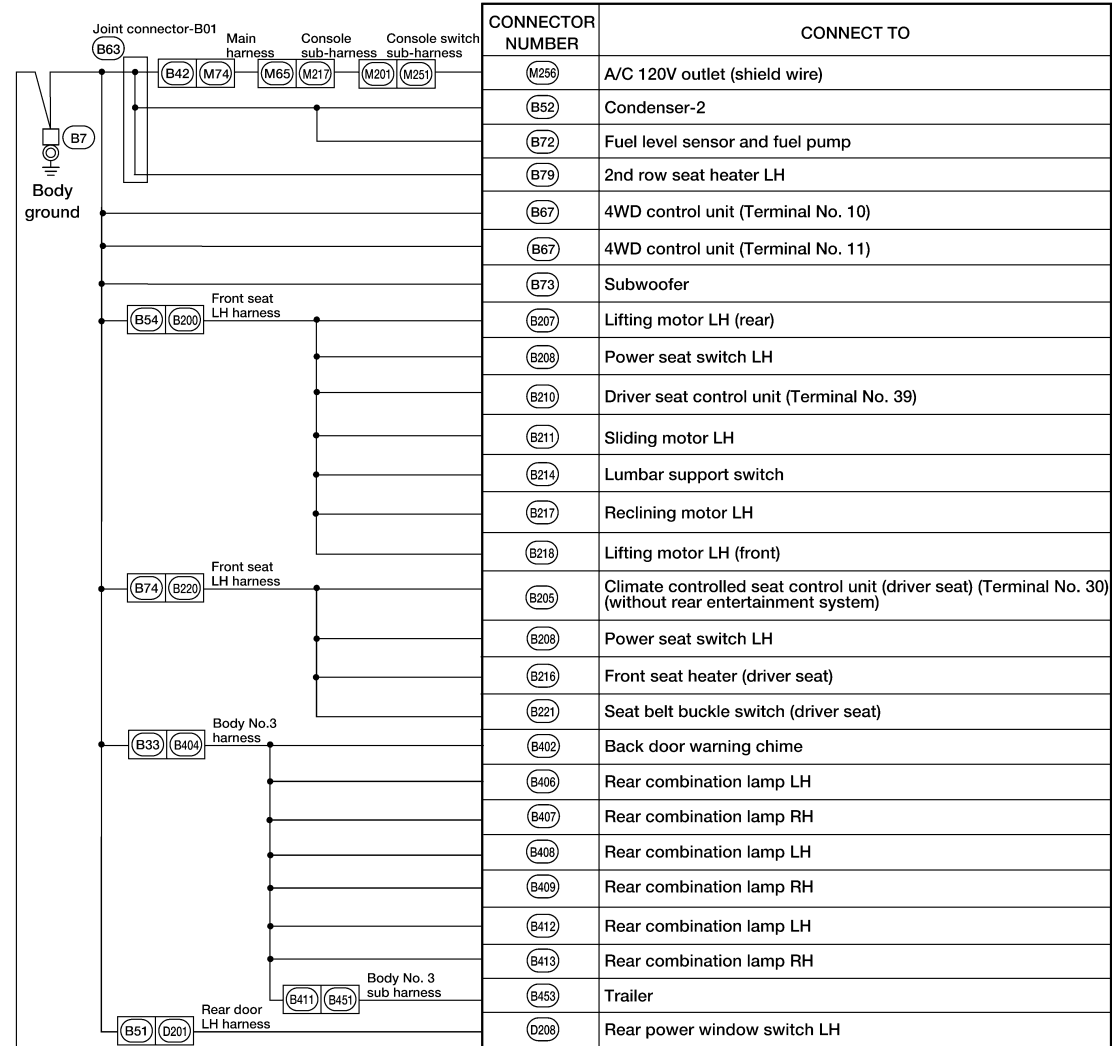 Joint connector-B01
B63
Main
harness
Console
sub-harness
Console switch
sub-harness
CONNECTOR
NUMBER
CONNECT TO
B42 M74 M65 M217 M201 M251 M256 A/C 120V outlet (shield wire)
B52 Condenser-2
B7
B72 Fuel level sensor and fuel pump
B79 2nd row seat heater LH
Body
ground
B67 4WD control unit (Terminal No. 10)
B67 4WD control unit (Terminal No. 11)
B73 Subwoofer
Front seat
LH harness
B54 B200 B207 Lifting motor LH (rear)
B208 Power seat switch LH
B210 Driver seat control unit (Terminal No. 39)
B211 Sliding motor LH
B214 Lumbar support switch
B217 Reclining motor LH
B218 Lifting motor LH (front)
Front seat
LH harness
B74 B220 B205 Climate controlled seat control unit (driver seat) (Terminal No. 30)
(without rear entertainment system)
B208 Power seat switch LH
B216 Front seat heater (driver seat)
B221 Seat belt buckle switch (driver seat)
Body No.3
harness
B33 B404 B402 Back door warning chime
B406 Rear combination lamp LH
B407 Rear combination lamp RH
B408 Rear combination lamp LH
B409 Rear combination lamp RH
B412 Rear combination lamp LH
B413 Rear combination lamp RH
Body No. 3
sub harness
B411 B451 B453 Trailer
Rear door
LH harness
B51 D201 D208 Rear power window switch LH